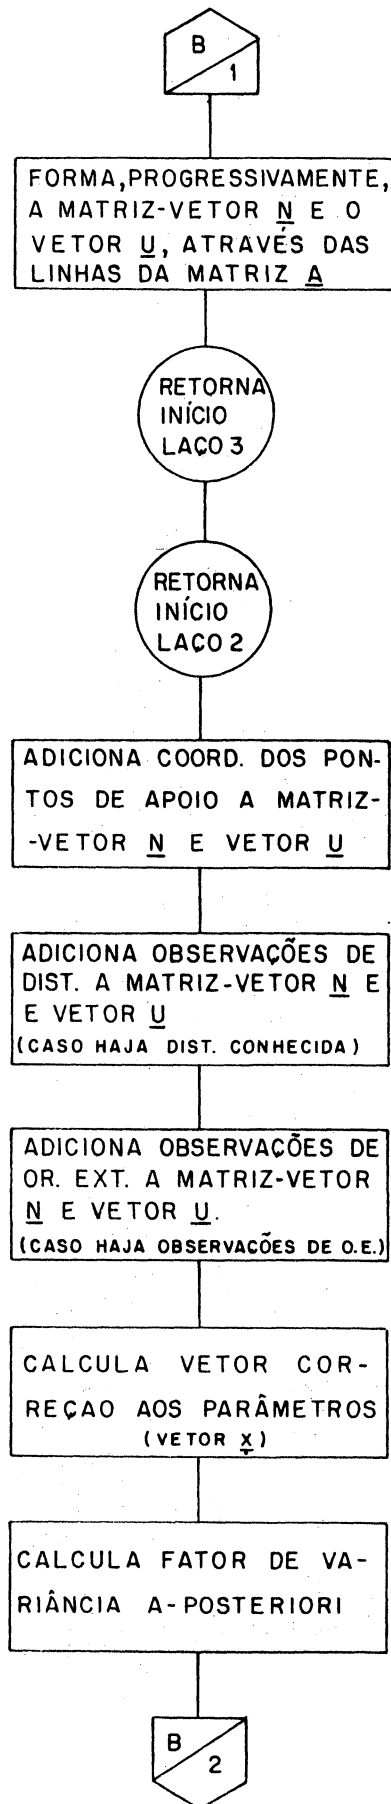 B
1
FORMA, PROGRESSIVAMENTE,
A MATRIZ-VETOR N E O
VETOR U, ATRAVÉS DAS
LINHAS DA MATRIZ A
RETORNA
INÍCIO
LAÇO 3
RETORNA
INÍCIO
LAÇO 2
ADICIONA COORD. DOS PON-
TOS DE APOIO A MATRIZ-
-VETOR N E VETOR U
ADICIONA OBSERVAÇÕES DE
DIST. A MATRIZ-VETOR N E
E VETOR U
(CASO HAJA DIST. CONHECIDA)
ADICIONA OBSERVAÇÕES DE
OR. EXT. A MATRIZ-VETOR
N E VETOR U.
(CASO HAJA OBSERVAÇÕES DE O.E.)
CALCULA VETOR COR-
REÇAO AOS PARÂMETROS
(VETOR X)
CALCULA FATOR DE VA-
RIÂNCIA A-POSTERIORI
B
2